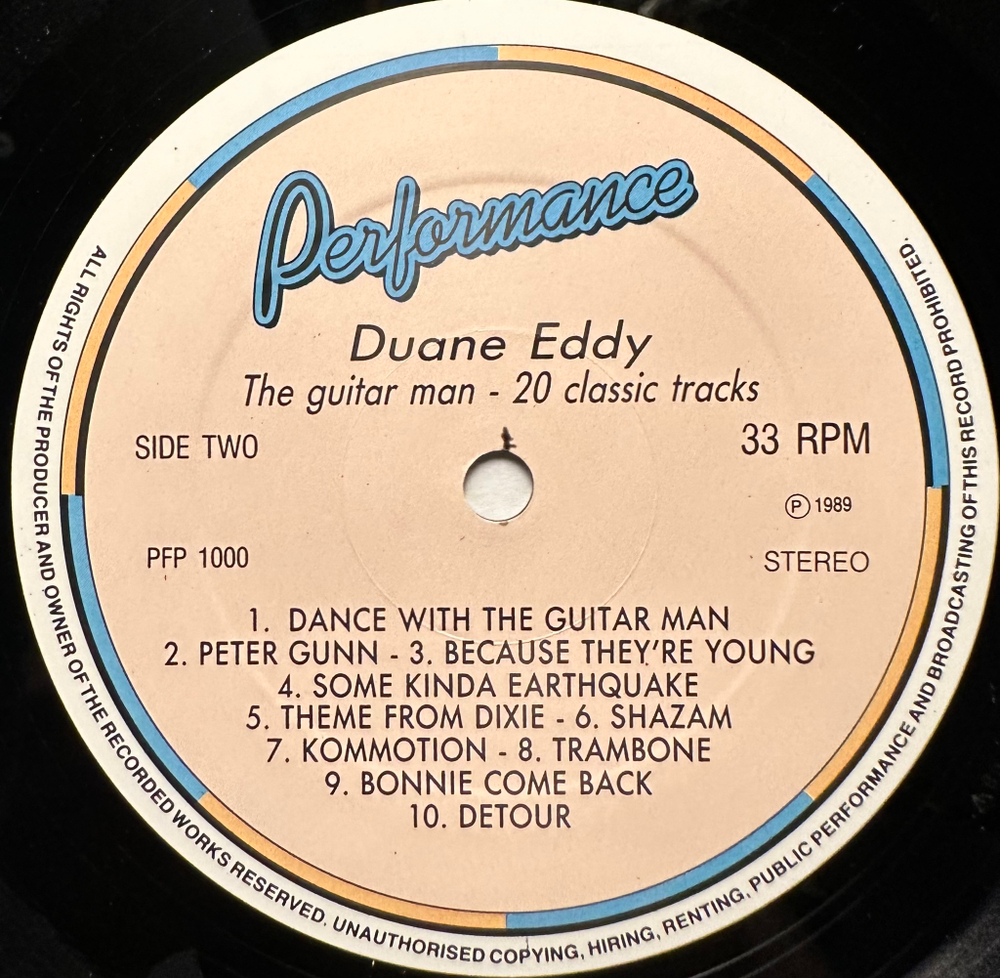 Performance
Duane Eddy
The guitar man - 20 classic tracks
SIDE TWO
33 RPM
Ⓟ 1989
PFP 1000
STEREO
1. DANCE WITH THE GUITAR MAN
2. PETER GUNN - 3. BECAUSE THEY'RE YOUNG
4. SOME KINDA EARTHQUAKE
5. THEME FROM DIXIE - 6. SHAZAM
7. KOMMOTION - 8. TRAMBONE
9. BONNIE COME BACK
10. DETOUR
ALL RIGHTS OF THE PRODUCER AND OWNER OF THE RECORDED WORKS RESERVED. UNAUTHORISED COPYING, HIRING, RENTING, PUBLIC PERFORMANCE AND BROADCASTING OF THIS RECORD PROHIBITED.